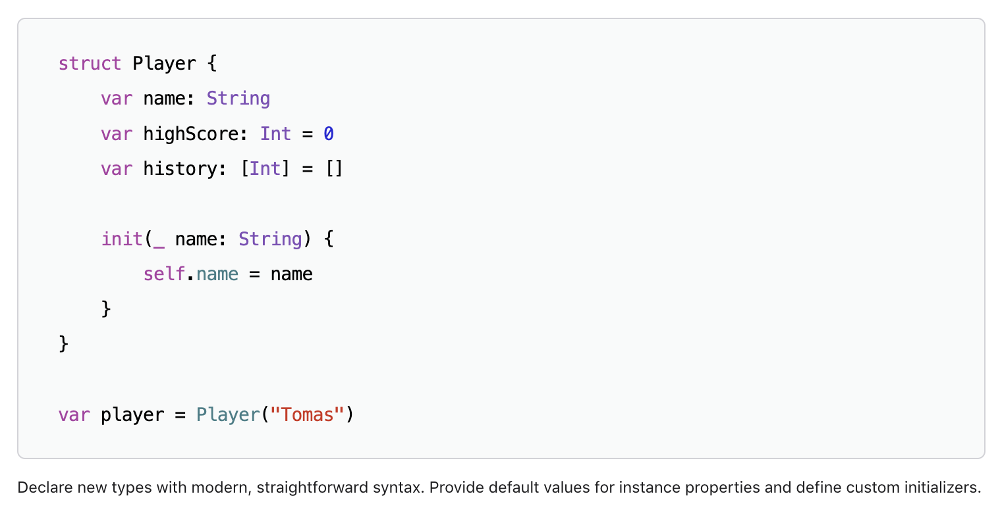 struct Player {
    var name: String
    var highScore: Int = 0
    var history: [Int] = []

    init(_ name: String) {
        self.name = name
    }
}

var player = Player("Tomas")
Declare new types with modern, straightforward syntax. Provide default values for instance properties and define custom initializers.